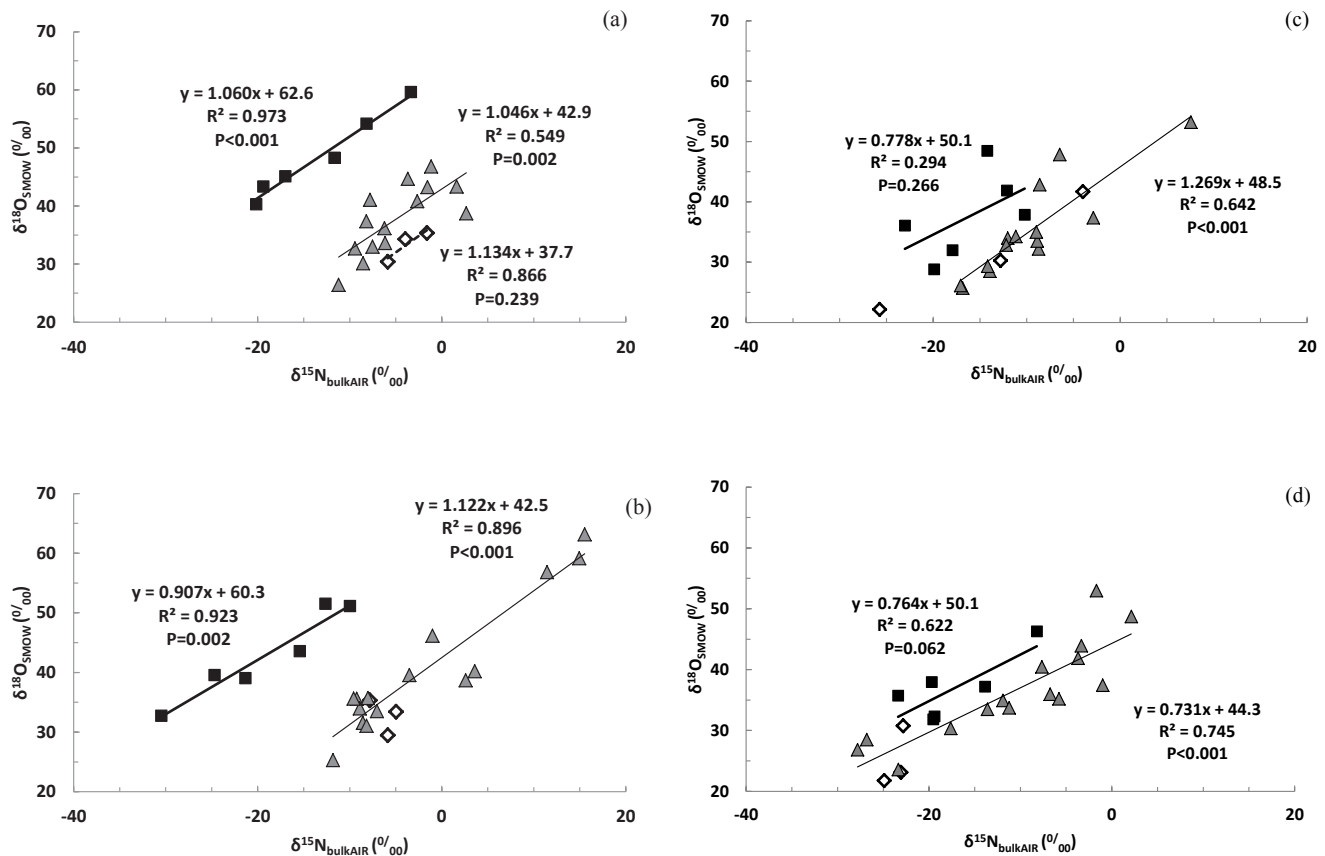 (a)
70
60
50
40
30
20
-40
-20
0
20
δ18OSMOW (0/00)
δ15NbulkAIR (0/00)
y = 1.060x + 62.6
R² = 0.973
P<0.001
y = 1.046x + 42.9
R² = 0.549
P=0.002
y = 1.134x + 37.7
R² = 0.866
P=0.239
(c)
70
60
50
40
30
20
-40
-20
0
20
δ18OSMOW (0/00)
δ15NbulkAIR (0/00)
y = 0.778x + 50.1
R² = 0.294
P=0.266
y = 1.269x + 48.5
R² = 0.642
P<0.001
(b)
70
60
50
40
30
20
-40
-20
0
20
δ18OSMOW (0/00)
δ15NbulkAIR (0/00)
y = 1.122x + 42.5
R² = 0.896
P<0.001
y = 0.907x + 60.3
R² = 0.923
P=0.002
(d)
70
60
50
40
30
20
-40
-20
0
20
δ18OSMOW (0/00)
δ15NbulkAIR (0/00)
y = 0.764x + 50.1
R² = 0.622
P=0.062
y = 0.731x + 44.3
R² = 0.745
P<0.001